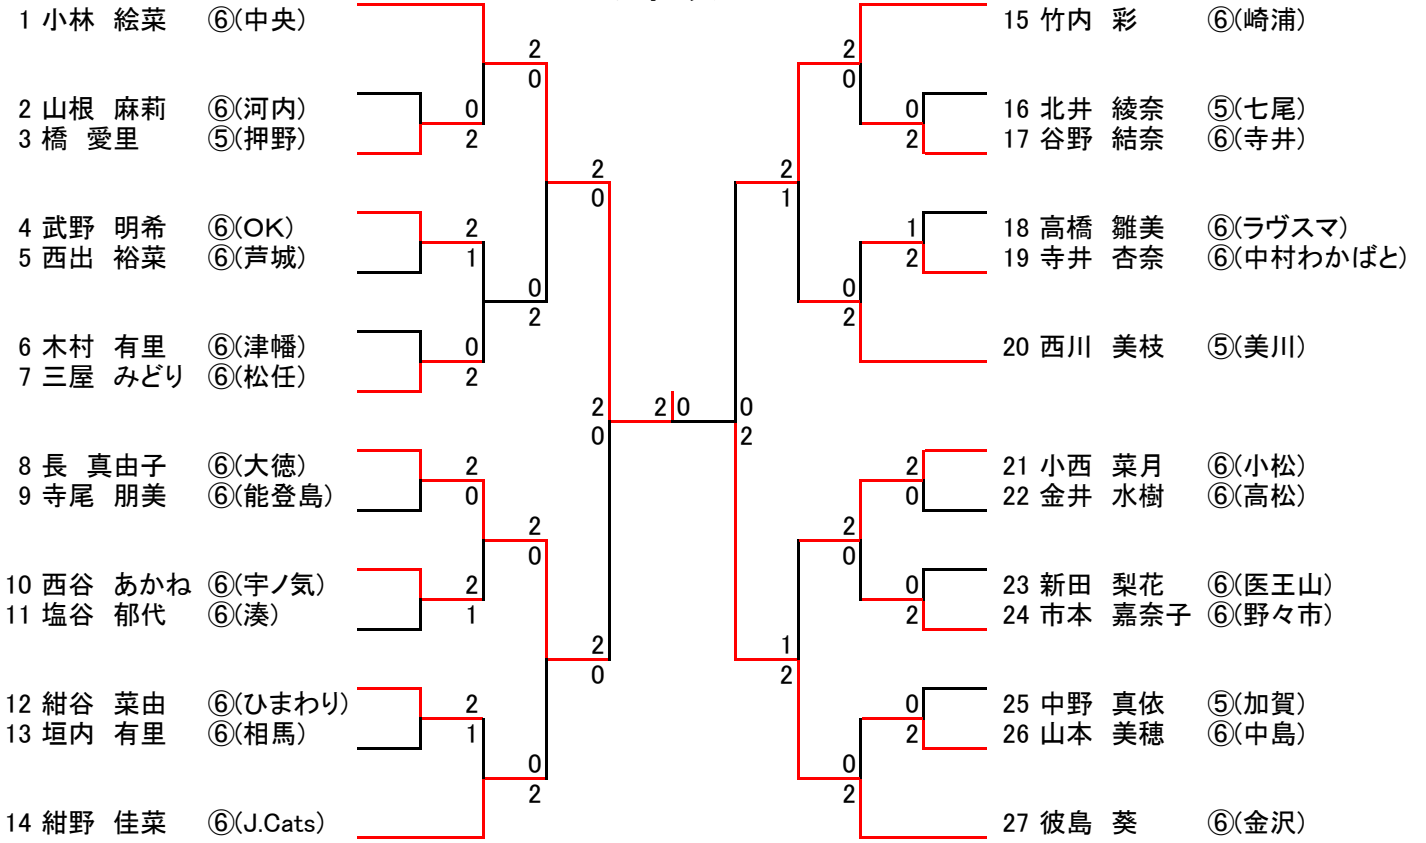 1 小林 絵菜 ⑥(中央)
2
0
2 山根 麻莉 ⑥(河内)
0
3 橋 愛里 ⑤(押野)
2
2
0
4 武野 明希 ⑥(OK)
2
5 西出 裕菜 ⑥(芦城)
1
0
2
6 木村 有里 ⑥(津幡)
0
7 三屋 みどり ⑥(松任)
2
2
0
8 長 真由子 ⑥(大徳)
2
9 寺尾 朋美 ⑥(能登島)
0
2
0
10 西谷 あかね ⑥(宇ノ気)
2
11 塩谷 郁代 ⑥(湊)
1
2
0
12 紺谷 菜由 ⑥(ひまわり)
2
13 垣内 有里 ⑥(相馬)
1
0
2
14 紺野 佳菜 ⑥(J.Cats)
2 0
15 竹内 彩 ⑥(崎浦)
2
0
0
16 北井 綾奈 ⑤(七尾)
2
17 谷野 結奈 ⑥(寺井)
2
1
1
18 高橋 雛美 ⑥(ラヴスマ)
2
19 寺井 杏奈 ⑥(中村わかばと)
0
2
20 西川 美枝 ⑤(美川)
0
2
2
21 小西 菜月 ⑥(小松)
0
22 金井 水樹 ⑥(高松)
2
0
0
23 新田 梨花 ⑥(医王山)
2
24 市本 嘉奈子 ⑥(野々市)
1
2
0
25 中野 真依 ⑤(加賀)
2
26 山本 美穂 ⑥(中島)
0
2
27 彼島 葵 ⑥(金沢)